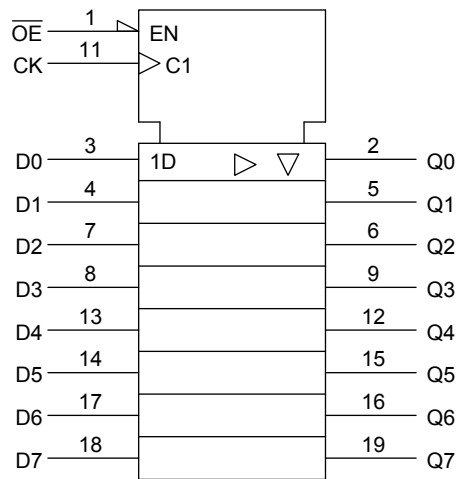 O̅E̅ 1 EN
CK 11 C1
D0 3 1D 2 Q0
D1 4 5 Q1
D2 7 6 Q2
D3 8 9 Q3
D4 13 12 Q4
D5 14 15 Q5
D6 17 16 Q6
D7 18 19 Q7